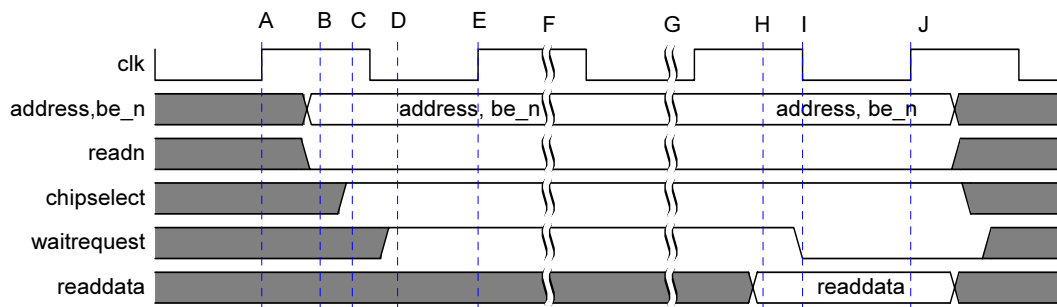 A B C D E F G H I J
clk
address,be_n address, be_n address, be_n
readn
chipselect
waitrequest
readdata readdata